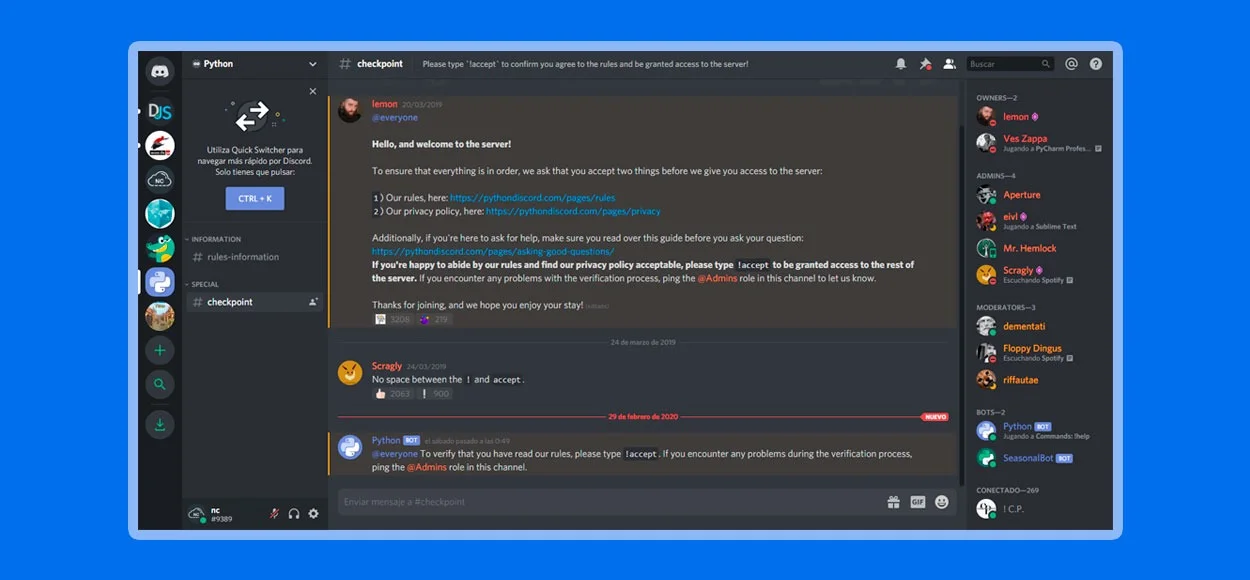 Python
# checkpoint
Please type `!accept` to confirm you agree to the rules and be granted access to the server!
Buscar
DJS
NC
Utiliza Quick Switcher para
navegar más rápido por Discord.
Solo tienes que pulsar:
CTRL + K
INFORMATION
# rules-information
SPECIAL
# checkpoint
nc
#9389
lemon 20/03/2019
@everyone
Hello, and welcome to the server!
To ensure that everything is in order, we ask that you accept two things before we give you access to the server:
1) Our rules, here: https://pythondiscord.com/pages/rules
2) Our privacy policy, here: https://pythondiscord.com/pages/privacy
Additionally, if you're here to ask for help, make sure you read over this guide before you ask your question:
https://pythondiscord.com/pages/asking-good-questions/
If you're happy to abide by our rules and find our privacy policy acceptable, please type !accept to be granted access to the rest of
the server. If you encounter any problems with the verification process, ping the @Admins role in this channel to let us know.
Thanks for joining, and we hope you enjoy your stay! (editado)
3208 219
24 de marzo de 2019
Scragly 24/03/2019
No space between the ! and accept.
2063 900
29 de febrero de 2020 NUEVO
Python BOT el sábado pasado a las 0:49
@everyone To verify that you have read our rules, please type !accept. If you encounter any problems during the verification process,
ping the @Admins role in this channel.
Enviar mensaje a #checkpoint
GIF
OWNERS—2
lemon
Ves Zappa
Jugando a PyCharm Profes...
ADMINS—4
Aperture
eivl
Jugando a Sublime Text
Mr. Hemlock
Scragly
Escuchando Spotify
MODERATORS—3
dementati
Floppy Dingus
Escuchando Spotify
riffautae
BOTS—2
Python BOT
Jugando a Commands: !help
SeasonalBot BOT
CONECTADO—269
! C.P.